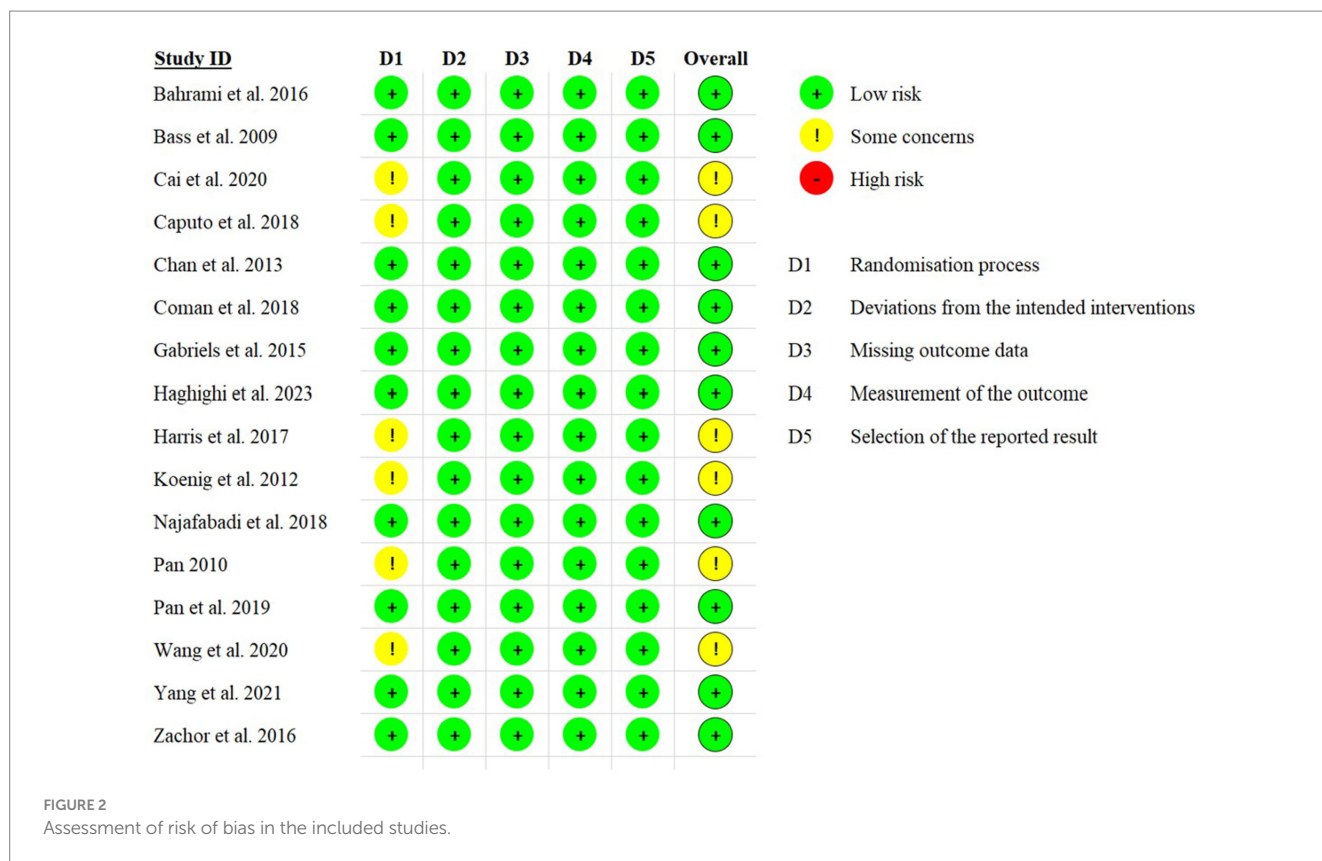 Study ID D1 D2 D3 D4 D5 Overall
Bahrami et al. 2016 + + + + + +
Bass et al. 2009 + + + + + +
Cai et al. 2020 ! + + + + !
Caputo et al. 2018 ! + + + + !
Chan et al. 2013 + + + + + +
Coman et al. 2018 + + + + + +
Gabriels et al. 2015 + + + + + +
Haghighi et al. 2023 + + + + + +
Harris et al. 2017 ! + + + + !
Koenig et al. 2012 ! + + + + !
Najafabadi et al. 2018 + + + + + +
Pan 2010 ! + + + + !
Pan et al. 2019 + + + + + +
Wang et al. 2020 ! + + + + !
Yang et al. 2021 + + + + + +
Zachor et al. 2016 + + + + + +
+ Low risk
! Some concerns
- High risk
D1 Randomisation process
D2 Deviations from the intended interventions
D3 Missing outcome data
D4 Measurement of the outcome
D5 Selection of the reported result
FIGURE 2
Assessment of risk of bias in the included studies.